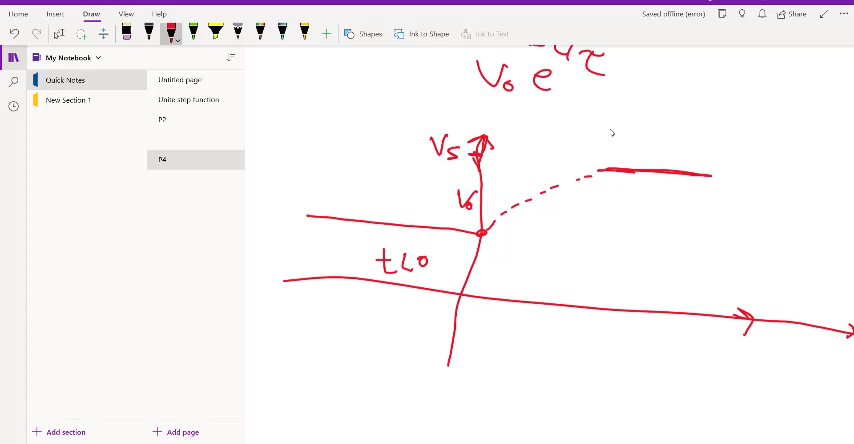 Home Insert Draw View Help
Saved offline (error) Share
Shapes Ink to Shape Ink to Text
My Notebook
Quick Notes
New Section 1
Untitled page
Unite step function
P2
P4
V₀ e
Vs
V₀
t<0
Add section Add page